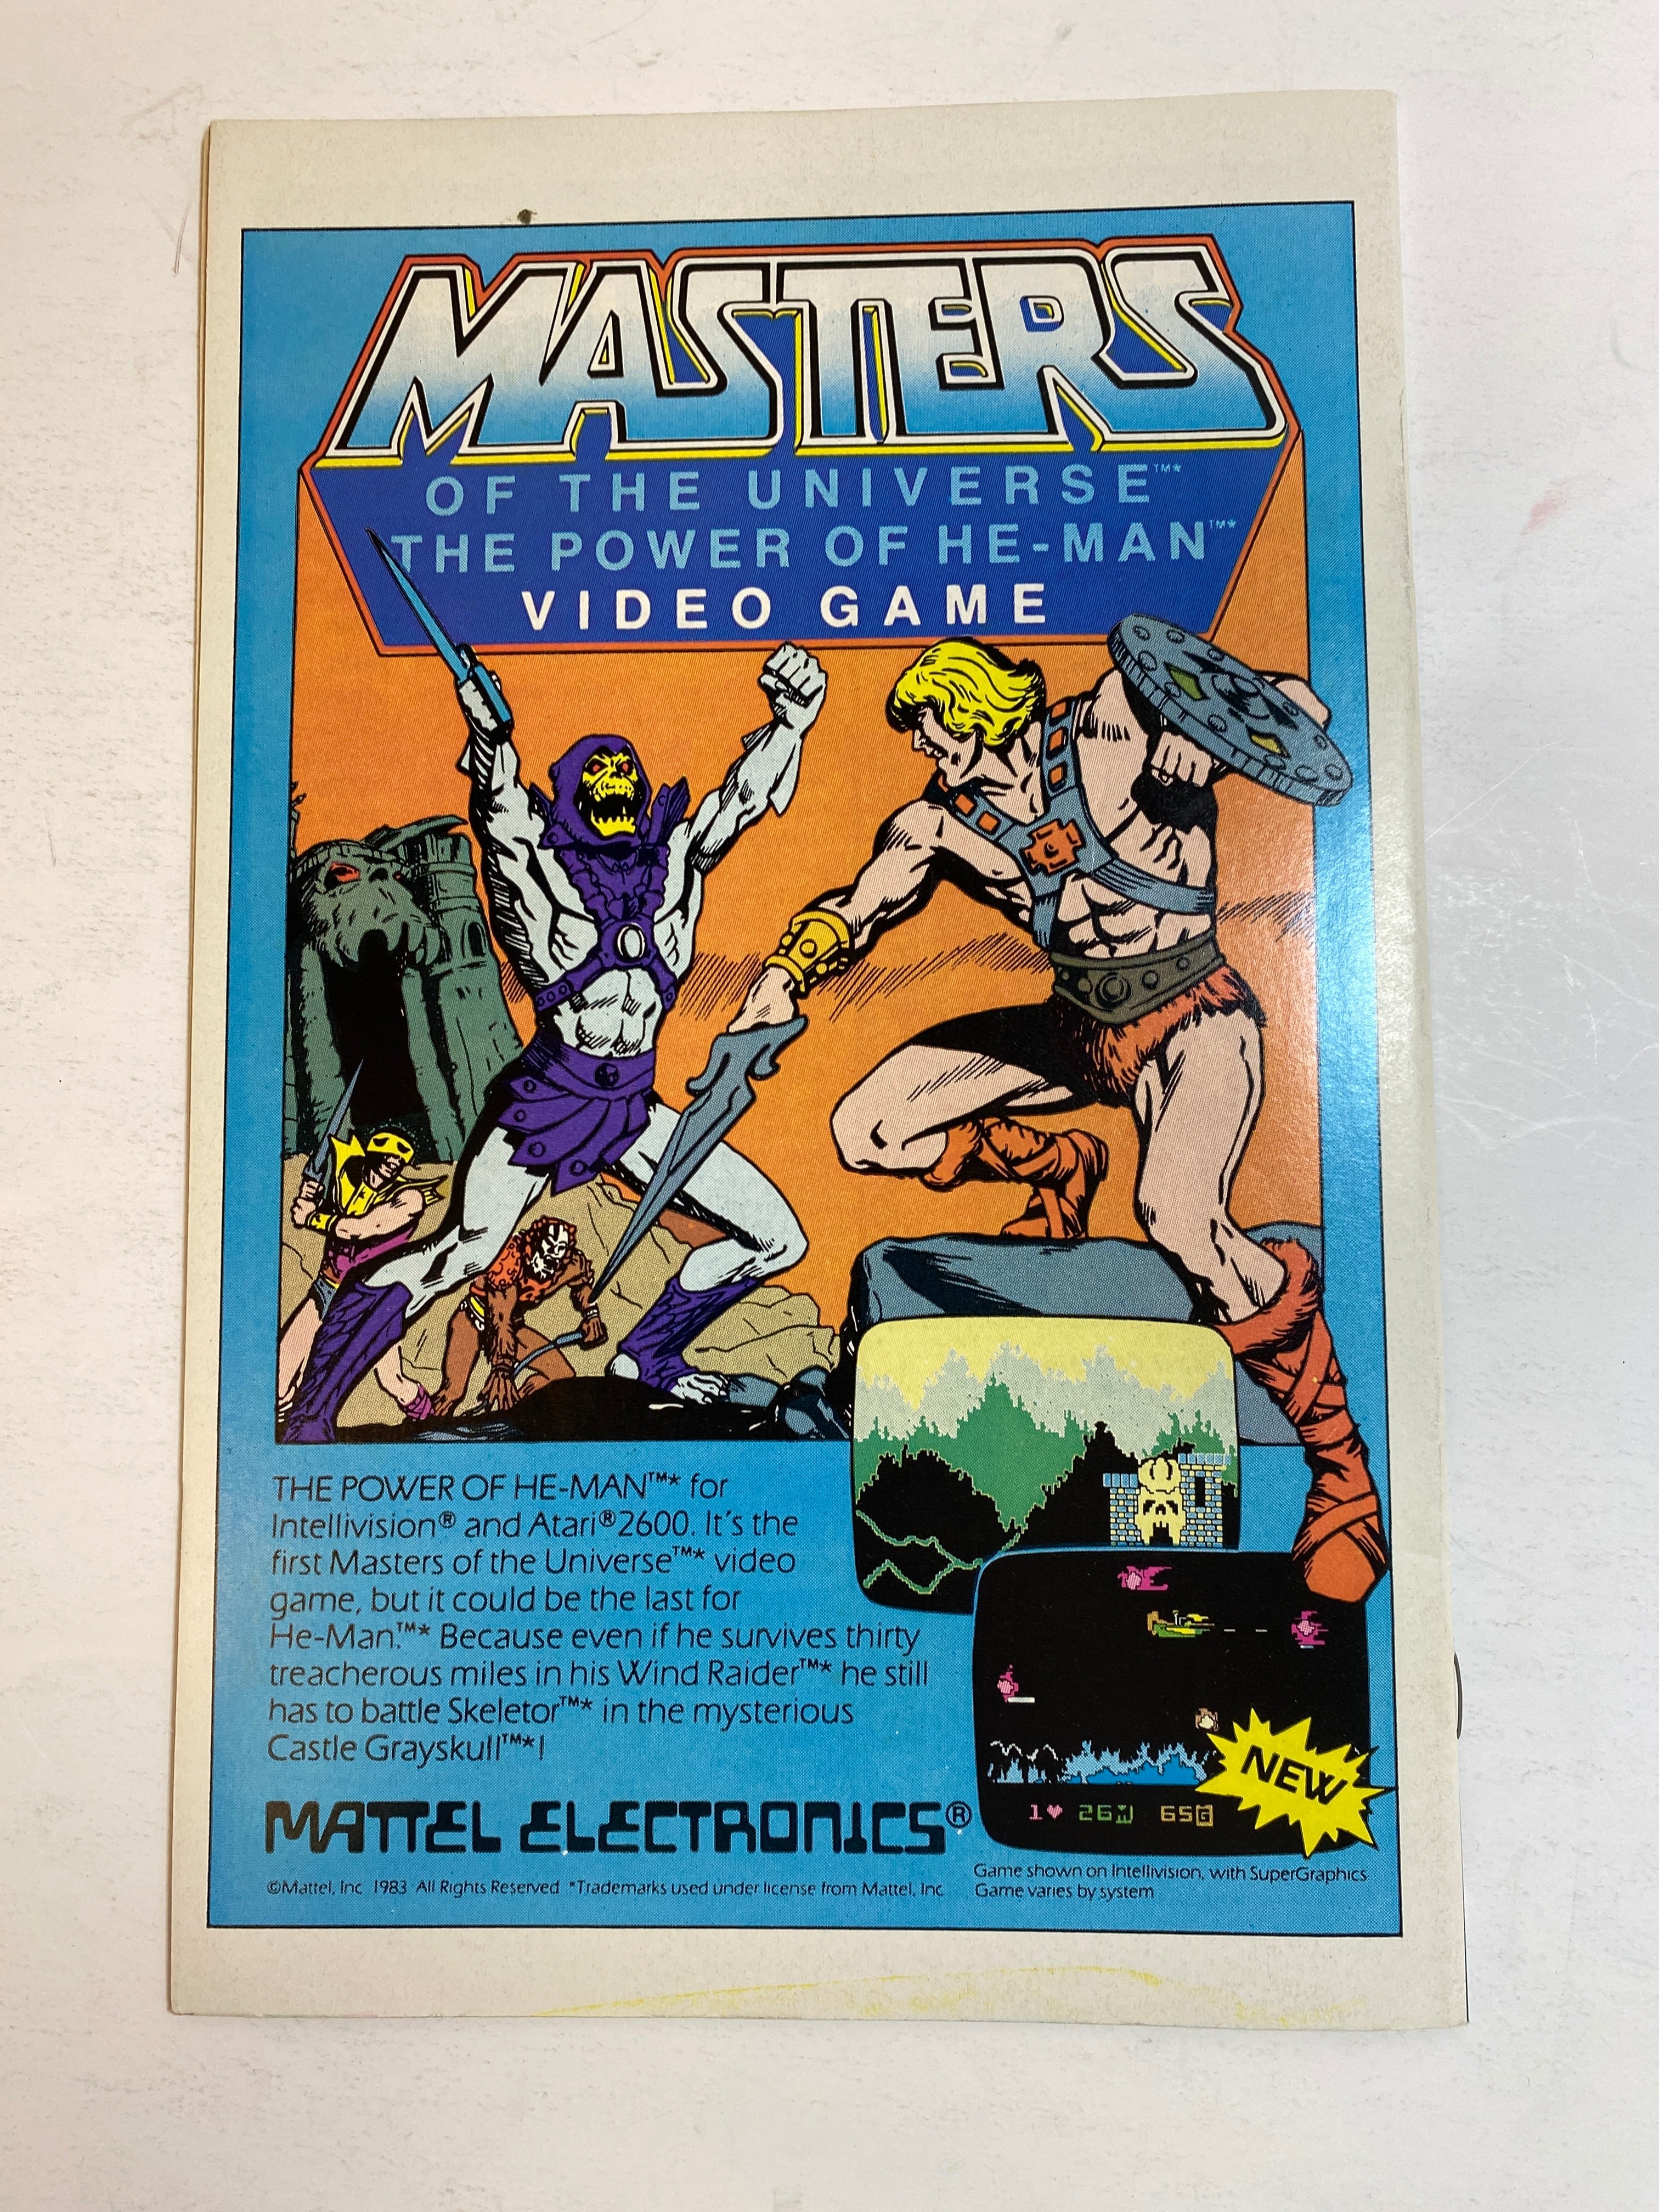 MASTERS
OF THE UNIVERSE™*
THE POWER OF HE-MAN™*
VIDEO GAME
THE POWER OF HE-MAN™* for
Intellivision® and Atari® 2600. It's the
first Masters of the Universe™* video
game, but it could be the last for
He-Man.™* Because even if he survives thirty
treacherous miles in his Wind Raider™* he still
has to battle Skeletor™* in the mysterious
Castle Grayskull™*!
MATTEL ELECTRONICS®
©Mattel, Inc. 1983 All Rights Reserved *Trademarks used under license from Mattel, Inc.
1♥ 26M 65G
NEW
Game shown on Intellivision, with SuperGraphics
Game varies by system